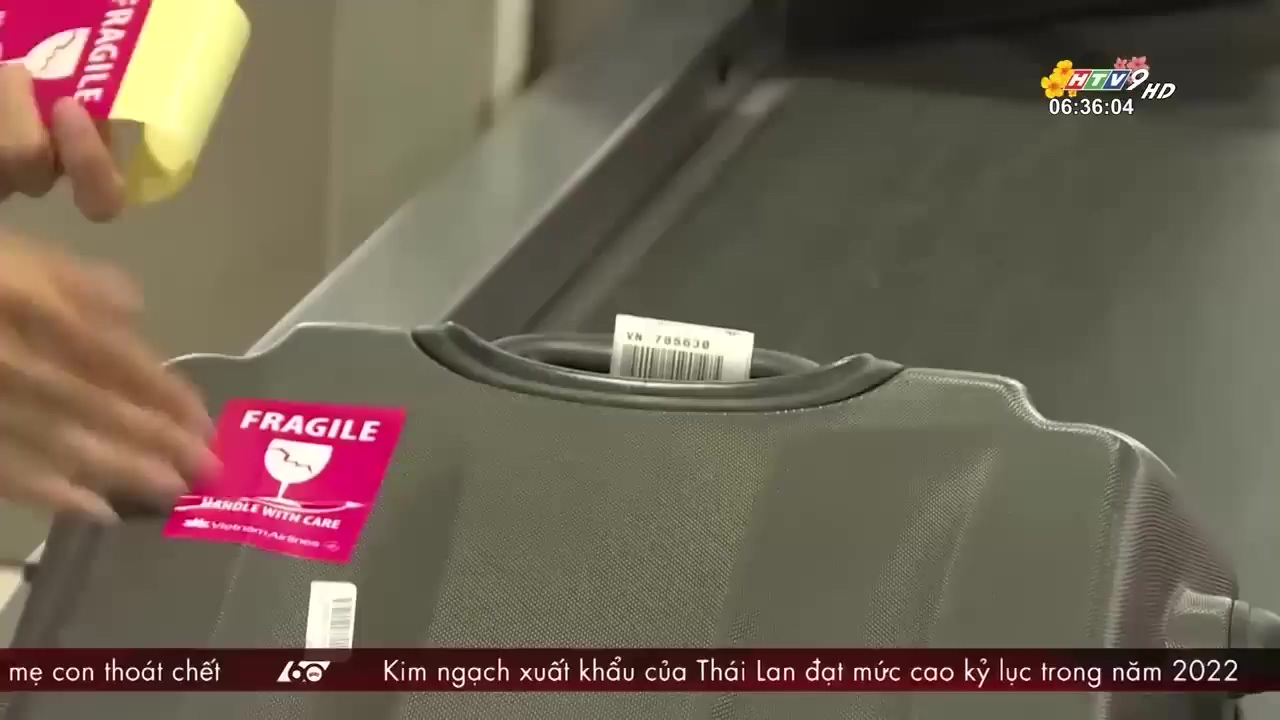 FRAGILE
HTV9 HD
06:36:04
VN 785630
FRAGILE
HANDLE WITH CARE
Vietnam Airlines
mẹ con thoát chết
60
Kim ngạch xuất khẩu của Thái Lan đạt mức cao kỷ lục trong năm 2022